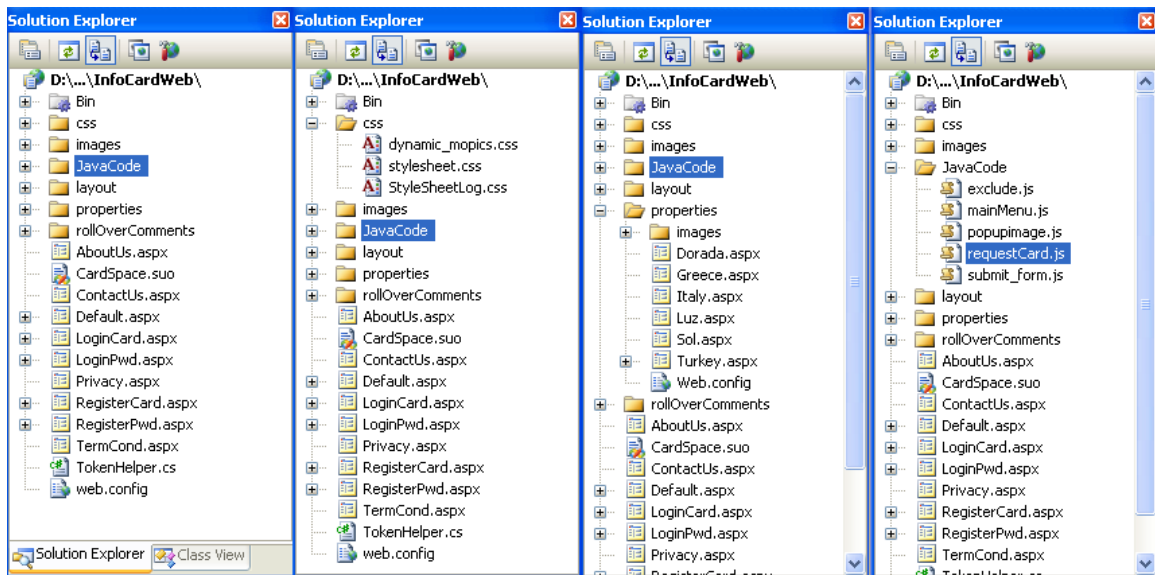 Solution Explorer
D:\...\InfoCardWeb\
Bin
css
images
JavaCode
layout
properties
rollOverComments
AboutUs.aspx
CardSpace.suo
ContactUs.aspx
Default.aspx
LoginCard.aspx
LoginPwd.aspx
Privacy.aspx
RegisterCard.aspx
RegisterPwd.aspx
TermCond.aspx
TokenHelper.cs
web.config
Solution Explorer
Class View
Solution Explorer
D:\...\InfoCardWeb\
Bin
css
dynamic_mopics.css
stylesheet.css
StyleSheetLog.css
images
JavaCode
layout
properties
rollOverComments
AboutUs.aspx
CardSpace.suo
ContactUs.aspx
Default.aspx
LoginCard.aspx
LoginPwd.aspx
Privacy.aspx
RegisterCard.aspx
RegisterPwd.aspx
TermCond.aspx
TokenHelper.cs
web.config
Solution Explorer
D:\...\InfoCardWeb\
Bin
css
images
JavaCode
layout
properties
images
Dorada.aspx
Greece.aspx
Italy.aspx
Luz.aspx
Sol.aspx
Turkey.aspx
Web.config
rollOverComments
AboutUs.aspx
CardSpace.suo
ContactUs.aspx
Default.aspx
LoginCard.aspx
LoginPwd.aspx
Privacy.aspx
RegisterCard.aspx
Solution Explorer
D:\...\InfoCardWeb\
Bin
css
images
JavaCode
exclude.js
mainMenu.js
popupimage.js
requestCard.js
submit_form.js
layout
properties
rollOverComments
AboutUs.aspx
CardSpace.suo
ContactUs.aspx
Default.aspx
LoginCard.aspx
LoginPwd.aspx
Privacy.aspx
RegisterCard.aspx
RegisterPwd.aspx
TermCond.aspx
TokenHelper.cs